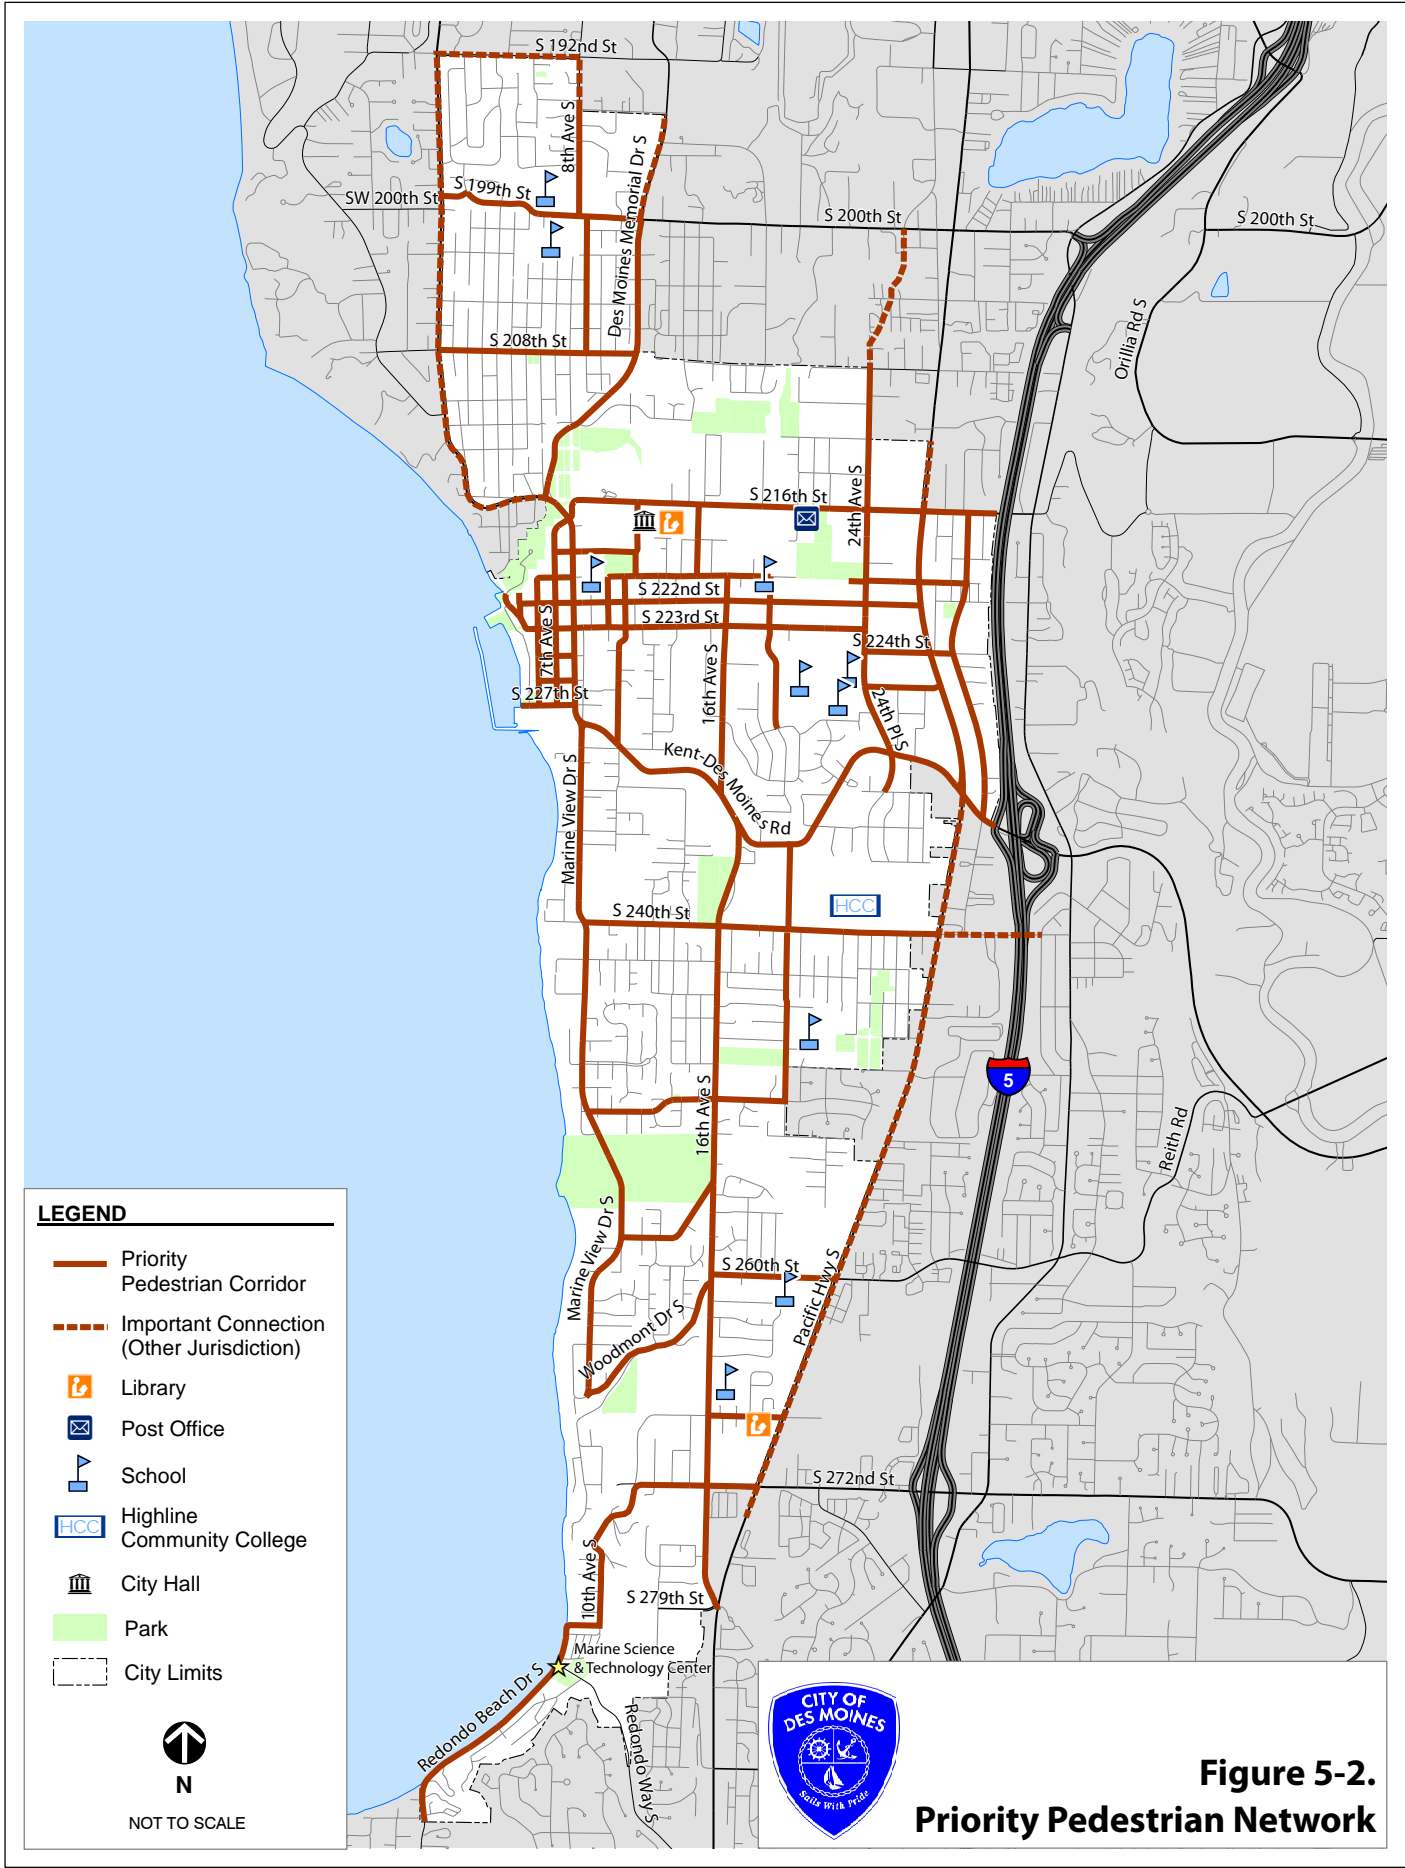 S 192nd St
8th Ave S
Des Moines Memorial Dr S
S 199th St
SW 200th St
S 200th St
S 200th St
Orillia Rd S
S 208th St
24th Ave S
S 216th St
S 222nd St
S 223rd St
7th Ave S
S 224th St
16th Ave S
S 227th St
24th Pl S
Kent-Des Moines Rd
Marine View Dr S
HCC
S 240th St
5
16th Ave S
Reith Rd
Marine View Dr S
S 260th St
Pacific Hwy S
Woodmont Dr S
S 272nd St
10th Ave S
S 279th St
Marine Science
& Technology Center
Redondo Beach Dr S
Redondo Way S
LEGEND
Priority
Pedestrian Corridor
Important Connection
(Other Jurisdiction)
Library
Post Office
School
HCC
Highline
Community College
City Hall
Park
City Limits
N
NOT TO SCALE
CITY OF
DES MOINES
Sails With Pride
Figure 5-2.
Priority Pedestrian Network